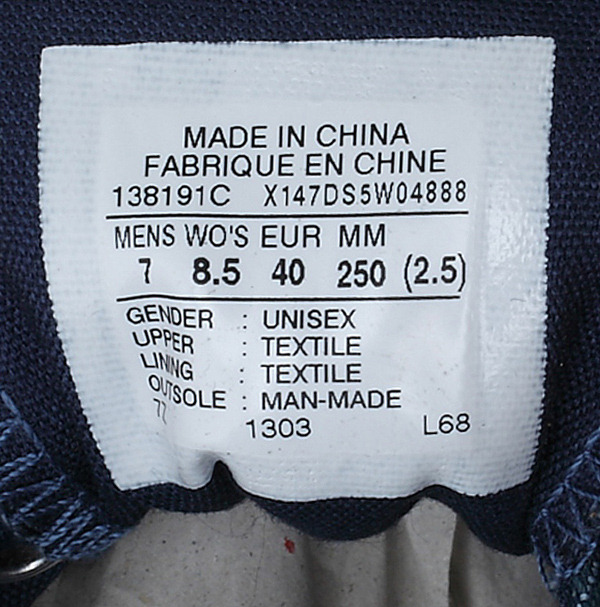 MADE IN CHINA
FABRIQUE EN CHINE
138191C X147DS5W04888
MENS WO'S EUR MM
7 8.5 40 250 (2.5)
GENDER : UNISEX
UPPER : TEXTILE
LINING : TEXTILE
OUTSOLE : MAN-MADE
1303 L68